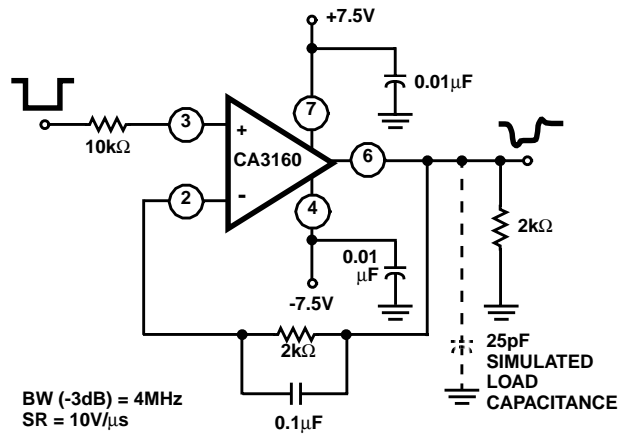 +7.5V
0.01μF
7
3
+
10kΩ
CA3160
6
2
-
4
2kΩ
0.01
μF
-7.5V
2kΩ
25pF
SIMULATED
LOAD
CAPACITANCE
0.1μF
BW (-3dB) = 4MHz
SR = 10V/μs